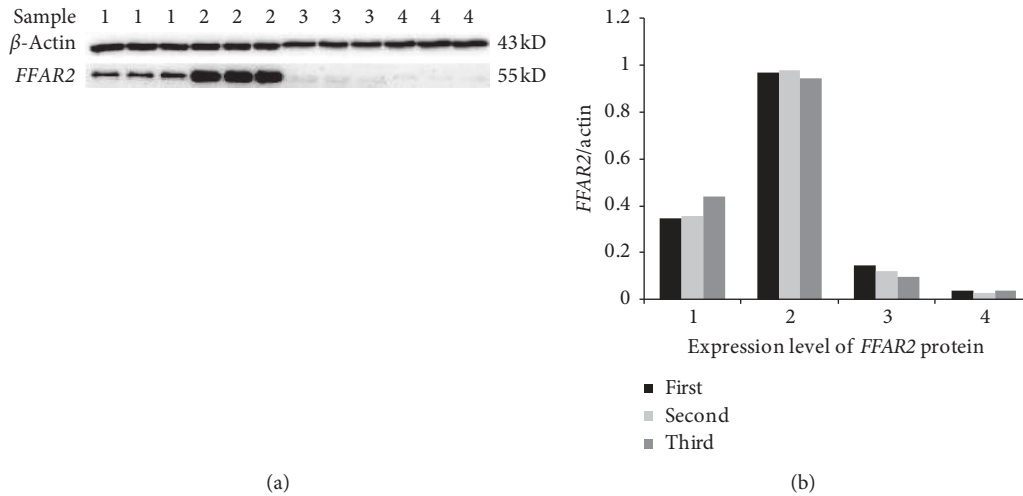 Sample 1 1 1 2 2 2 3 3 3 4 4 4
β-Actin 43 kD
FFAR2 55 kD
(a)
1.2
1
0.8
0.6
0.4
0.2
0
FFAR2/actin
1 2 3 4
Expression level of FFAR2 protein
First
Second
Third
(b)